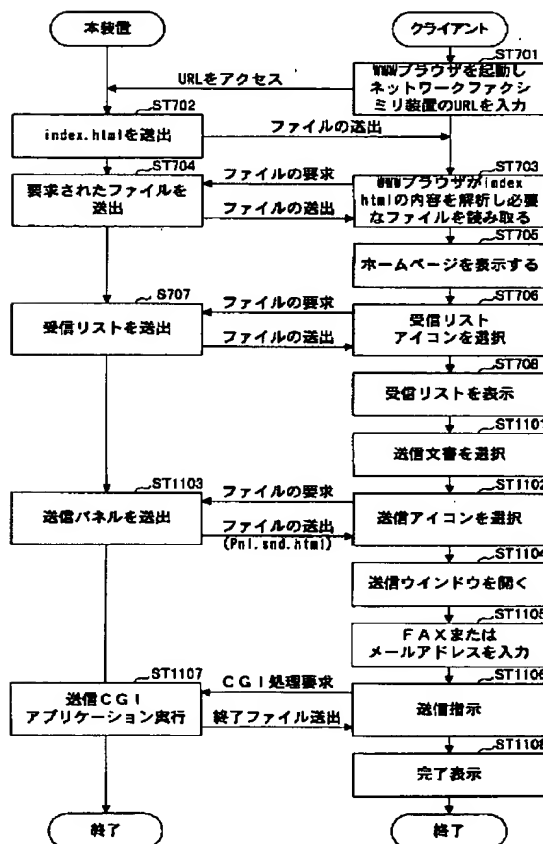 本装置
クライアント
ST701
URLをアクセス
WWWブラウザを起動し
ネットワークファクシ
ミリ装置のURLを入力
ST702
index.htmlを送出
ファイルの送出
ST704
ST703
ファイルの要求
要求されたファイルを
送出
WWWブラウザがindex
htmlの内容を解析し必要
なファイルを読み取る
ファイルの送出
ST705
ホームページを表示する
S707
ST706
ファイルの要求
受信リストを送出
受信リスト
アイコンを選択
ファイルの送出
ST708
受信リストを表示
ST1101
送信文書を選択
ST1103
ST1102
ファイルの要求
送信パネルを送出
送信アイコンを選択
ファイルの送出
(Pnl.snd.html)
ST1104
送信ウインドウを開く
ST1105
FAXまたは
メールアドレスを入力
ST1107
ST1106
CGI処理要求
送信CGI
アプリケーション実行
送信指示
終了ファイル送出
ST1108
完了表示
終了
終了